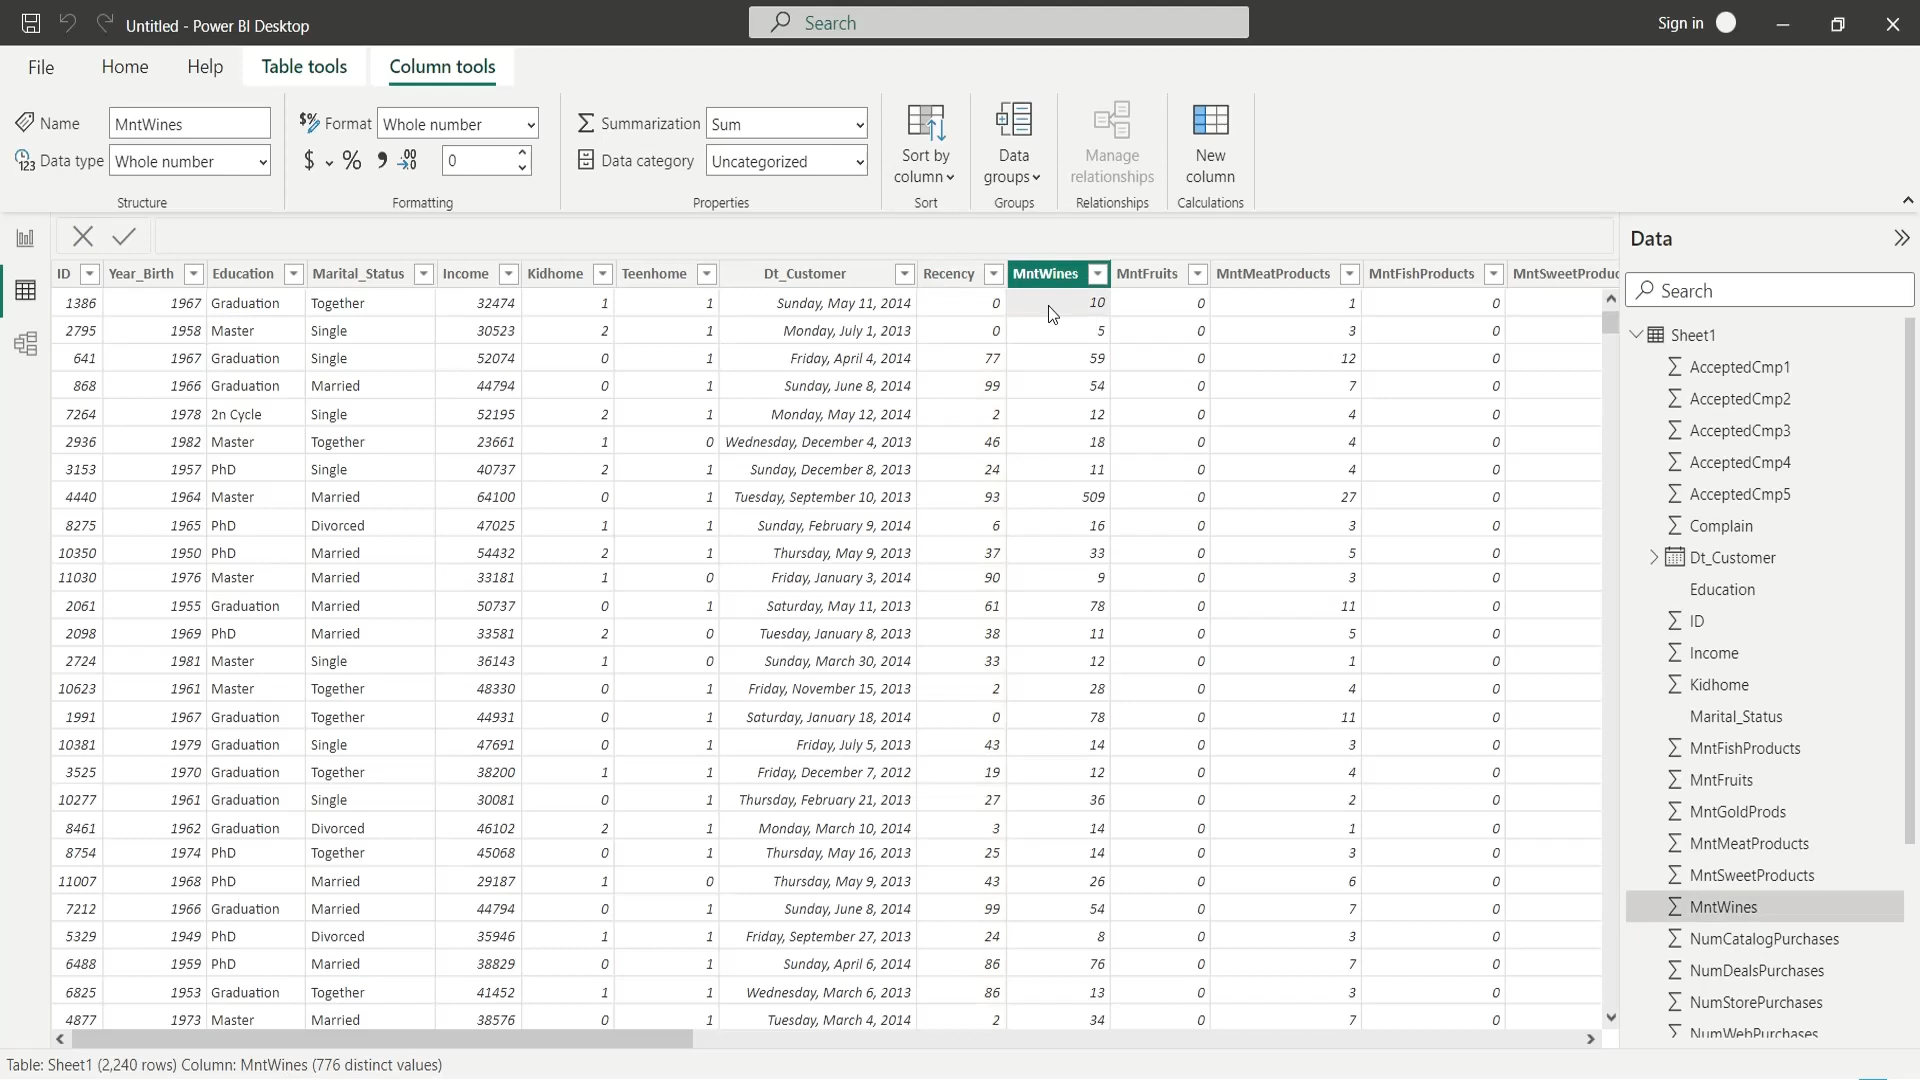 Untitled - Power BI Desktop
Search
Sign in
File Home Help Table tools Column tools
Name MntWines
Format Whole number
Summarization Sum
Data type Whole number
$ % 0
Data category Uncategorized
Sort by column
Data groups
Manage relationships
New column
Structure Formatting Properties Sort Groups Relationships Calculations
Data
Search
ID Year_Birth Education Marital_Status Income Kidhome Teenhome Dt_Customer Recency MntWines MntFruits MntMeatProducts MntFishProducts MntSweetProduc
1386 1967 Graduation Together 32474 1 1 Sunday, May 11, 2014 0 10 0 1 0
2795 1958 Master Single 30523 2 1 Monday, July 1, 2013 0 5 0 3 0
641 1967 Graduation Single 52074 0 1 Friday, April 4, 2014 77 59 0 12 0
868 1966 Graduation Married 44794 0 1 Sunday, June 8, 2014 99 54 0 7 0
7264 1978 2n Cycle Single 52195 2 1 Monday, May 12, 2014 2 12 0 4 0
2936 1982 Master Together 23661 1 0 Wednesday, December 4, 2013 46 18 0 4 0
3153 1957 PhD Single 40737 2 1 Sunday, December 8, 2013 24 11 0 4 0
4440 1964 Master Married 64100 0 1 Tuesday, September 10, 2013 93 509 0 27 0
8275 1965 PhD Divorced 47025 1 1 Sunday, February 9, 2014 6 16 0 3 0
10350 1950 PhD Married 54432 2 1 Thursday, May 9, 2013 37 33 0 5 0
11030 1976 Master Married 33181 1 0 Friday, January 3, 2014 90 9 0 3 0
2061 1955 Graduation Married 50737 0 1 Saturday, May 11, 2013 61 78 0 11 0
2098 1969 PhD Married 33581 2 0 Tuesday, January 8, 2013 38 11 0 5 0
2724 1981 Master Single 36143 1 0 Sunday, March 30, 2014 33 12 0 1 0
10623 1961 Master Together 48330 0 1 Friday, November 15, 2013 2 28 0 4 0
1991 1967 Graduation Together 44931 0 1 Saturday, January 18, 2014 0 78 0 11 0
10381 1979 Graduation Single 47691 0 1 Friday, July 5, 2013 43 14 0 3 0
3525 1970 Graduation Together 38200 1 1 Friday, December 7, 2012 19 12 0 4 0
10277 1961 Graduation Single 30081 0 1 Thursday, February 21, 2013 27 36 0 2 0
8461 1962 Graduation Divorced 46102 2 1 Monday, March 10, 2014 3 14 0 1 0
8754 1974 PhD Together 45068 0 1 Thursday, May 16, 2013 25 14 0 3 0
11007 1968 PhD Married 29187 1 0 Thursday, May 9, 2013 43 26 0 6 0
7212 1966 Graduation Married 44794 0 1 Sunday, June 8, 2014 99 54 0 7 0
5329 1949 PhD Divorced 35946 1 1 Friday, September 27, 2013 24 8 0 3 0
6488 1959 PhD Married 38829 0 1 Sunday, April 6, 2014 86 76 0 7 0
6825 1953 Graduation Together 41452 1 1 Wednesday, March 6, 2013 86 13 0 3 0
4877 1973 Master Married 38576 0 1 Tuesday, March 4, 2014 2 34 0 7 0
Sheet1
AcceptedCmp1
AcceptedCmp2
AcceptedCmp3
AcceptedCmp4
AcceptedCmp5
Complain
Dt_Customer
Education
ID
Income
Kidhome
Marital_Status
MntFishProducts
MntFruits
MntGoldProds
MntMeatProducts
MntSweetProducts
MntWines
NumCatalogPurchases
NumDealsPurchases
NumStorePurchases
NumWebPurchases
Table: Sheet1 (2,240 rows) Column: MntWines (776 distinct values)